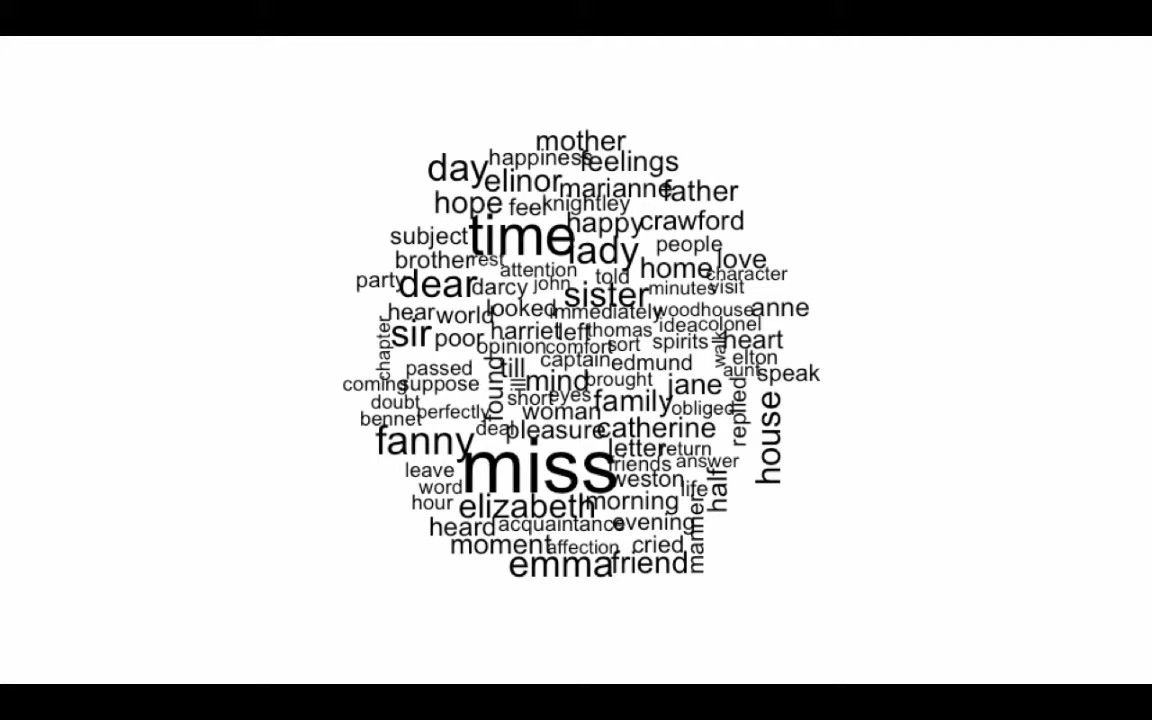 mother
happiness feelings
day elinor marianne father
hope feel knightley
happy crawford
subject time lady people
brother rest attention told home love
party dear darcy john sister minutes character visit
hear world looked immediately woodhouse anne
sir poor harriet left thomas idea colonel
chapter opinion comfort sort spirits walk heart
passed till captain edmund elton
coming suppose found ill mind brought jane aunt speak
doubt short eyes family obliged replied house
bennet perfectly woman
fanny deal pleasure catherine
letter return
leave miss friends answer
word weston life half
hour elizabeth morning manner
heard acquaintance evening
moment affection cried
emma friend